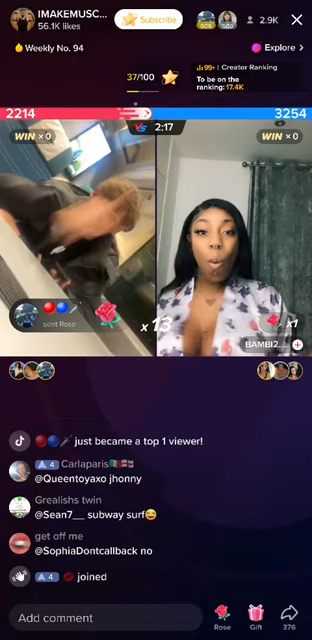 IMAKEMUSC...
56.1K likes
Subscribe
2.9K
Weekly No. 94
Explore >
37/100
99+ | Creator Ranking
To be on the
ranking: 17.4K
2214
3254
WIN × 0
VS 2:17
WIN × 0
sent Rose
x 13
x1
BAMBI2....
just became a top 1 viewer!
4 Carlaparis
@Queentoyaxo jhonny
Grealishs twin
@Sean7__ subway surf
get off me
@SophiaDontcallback no
4 joined
Add comment
Rose
Gift
376